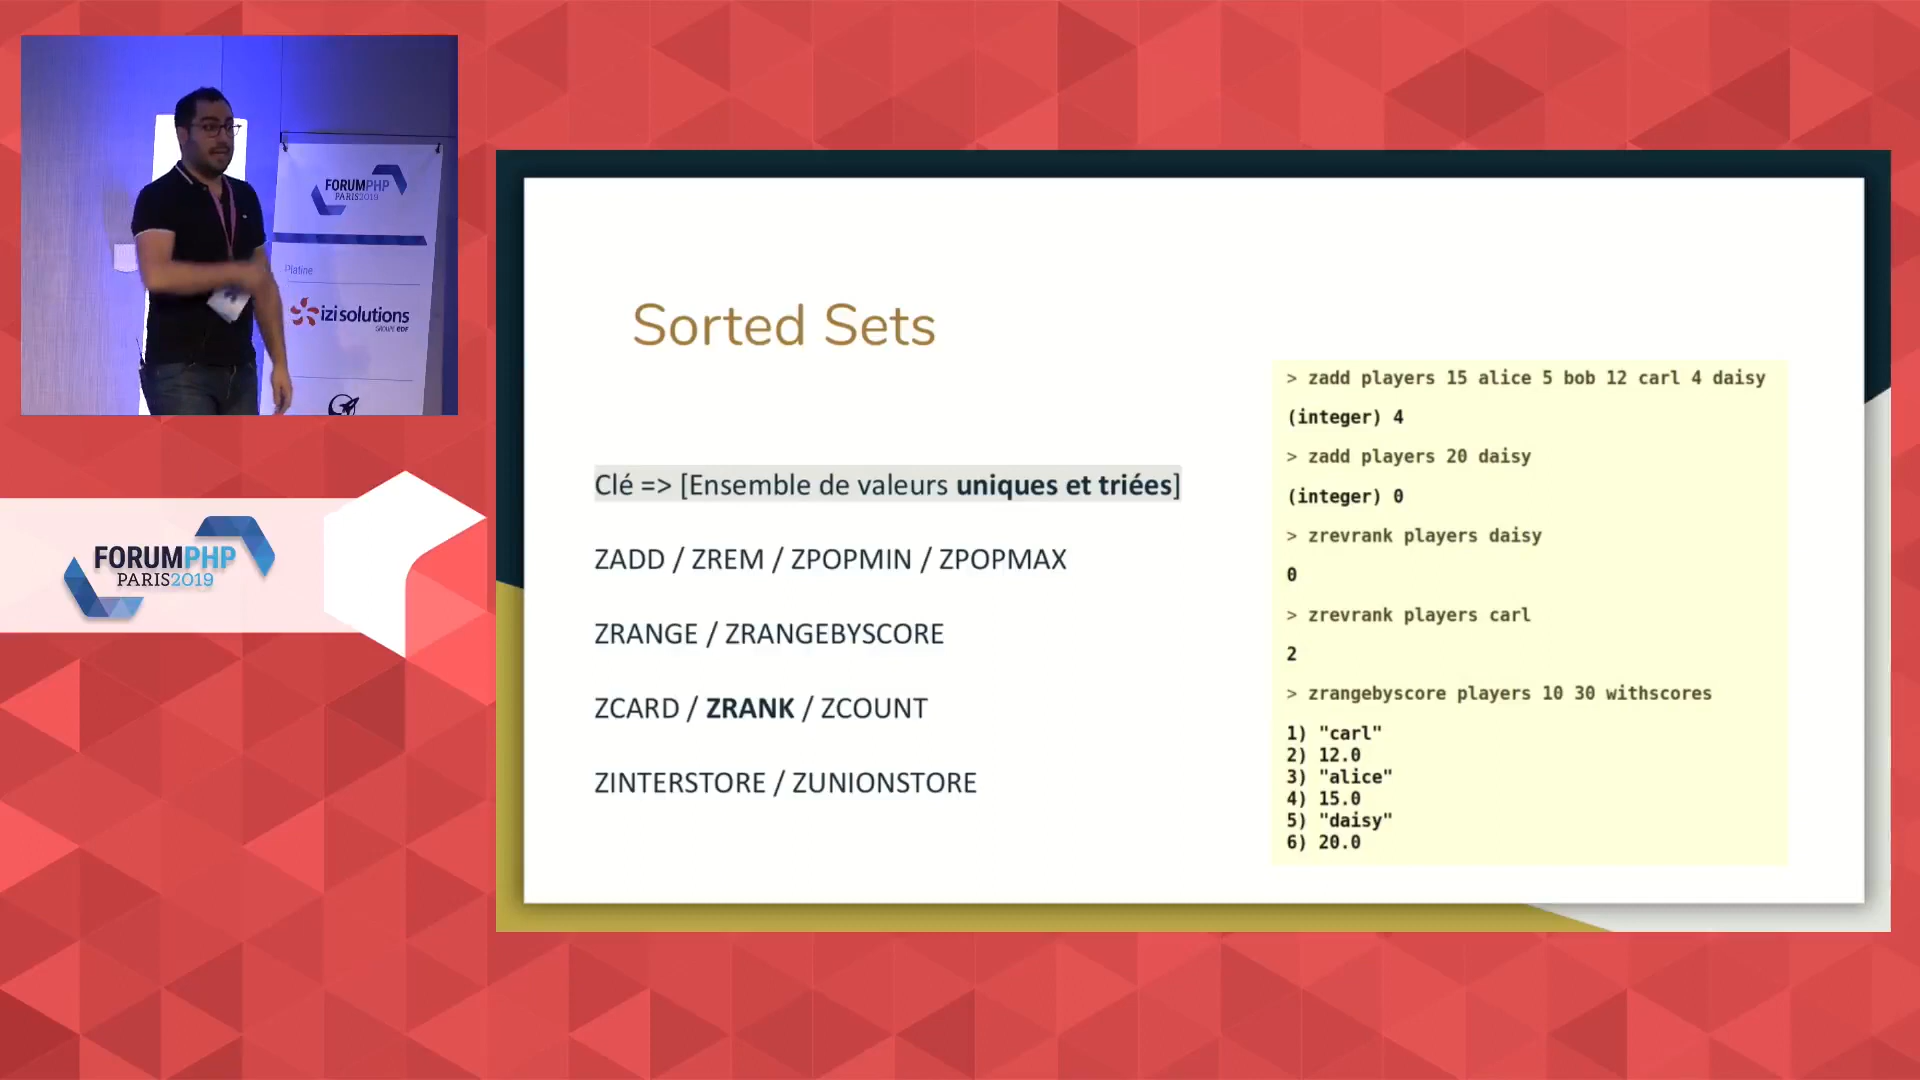 FORUMPHP
PARIS2019
Platine
izi solutions
GROUPE EDF
FORUMPHP
PARIS2019
Sorted Sets
Clé => [Ensemble de valeurs uniques et triées]
ZADD / ZREM / ZPOPMIN / ZPOPMAX
ZRANGE / ZRANGEBYSCORE
ZCARD / ZRANK / ZCOUNT
ZINTERSTORE / ZUNIONSTORE
> zadd players 15 alice 5 bob 12 carl 4 daisy
(integer) 4
> zadd players 20 daisy
(integer) 0
> zrevrank players daisy
0
> zrevrank players carl
2
> zrangebyscore players 10 30 withscores
1) "carl"
2) 12.0
3) "alice"
4) 15.0
5) "daisy"
6) 20.0